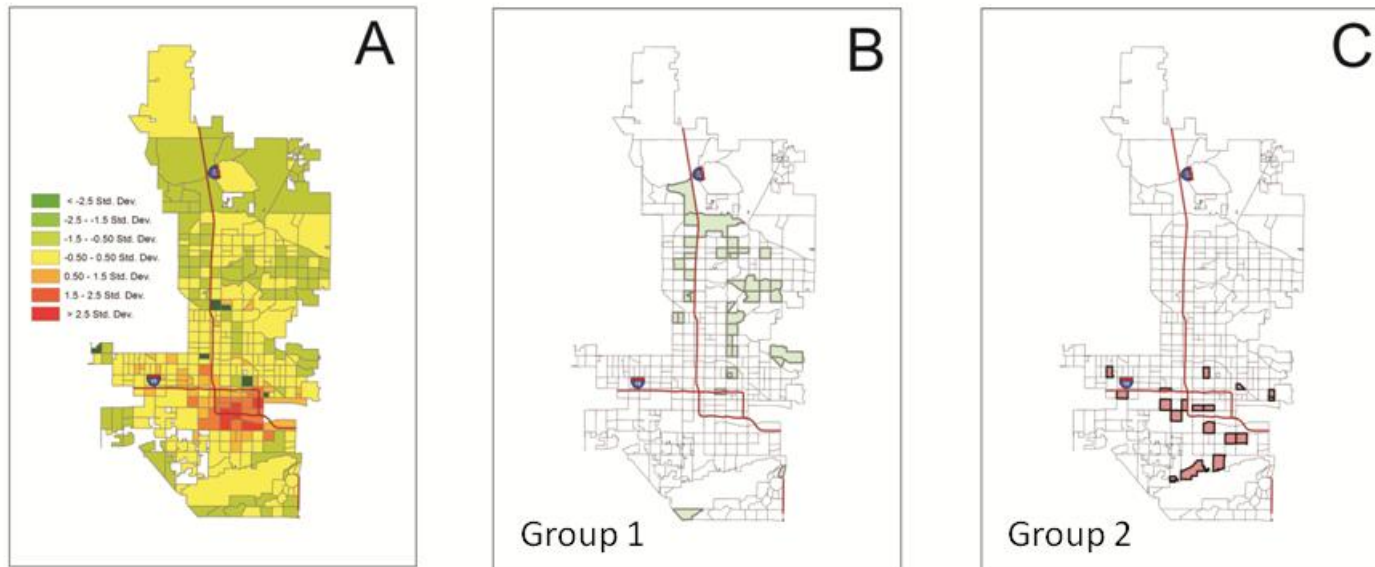 A
< -2.5 Std. Dev.
-2.5 - -1.5 Std. Dev.
-1.5 - -0.50 Std. Dev.
-0.50 - 0.50 Std. Dev.
0.50 - 1.5 Std. Dev.
1.5 - 2.5 Std. Dev.
> 2.5 Std. Dev.
B
Group 1
C
Group 2